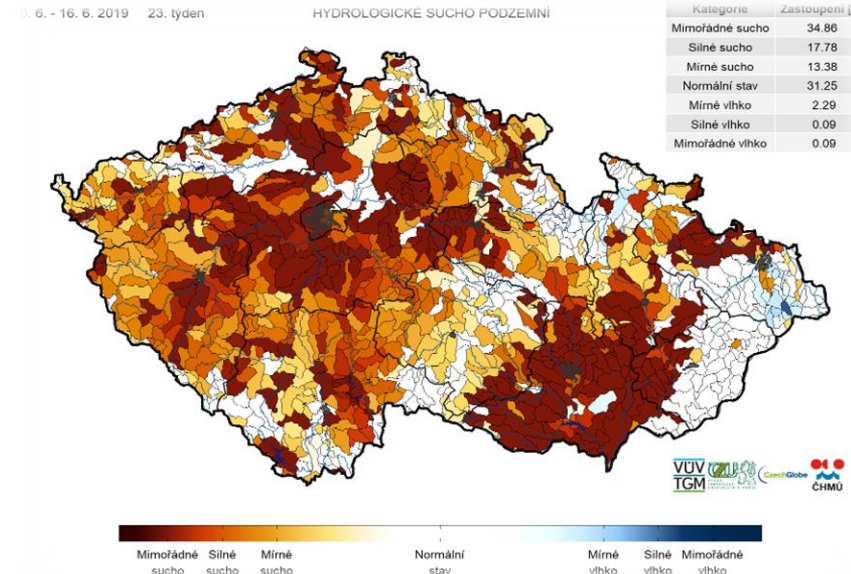 0. 6. - 16. 6. 2019 23. týden
HYDROLOGICKÉ SUCHO PODZEMNÍ
Kategorie Zastoupení [
Mimořádné sucho 34.86
Silné sucho 17.78
Mírné sucho 13.38
Normální stav 31.25
Mírné vlhko 2.29
Silné vlhko 0.09
Mimořádné vlhko 0.09
VÚV
TGM
CzechGlobe
ČHMÚ
Mimořádné sucho
Silné sucho
Mírné sucho
Normální stav
Mírné vlhko
Silné vlhko
Mimořádné vlhko